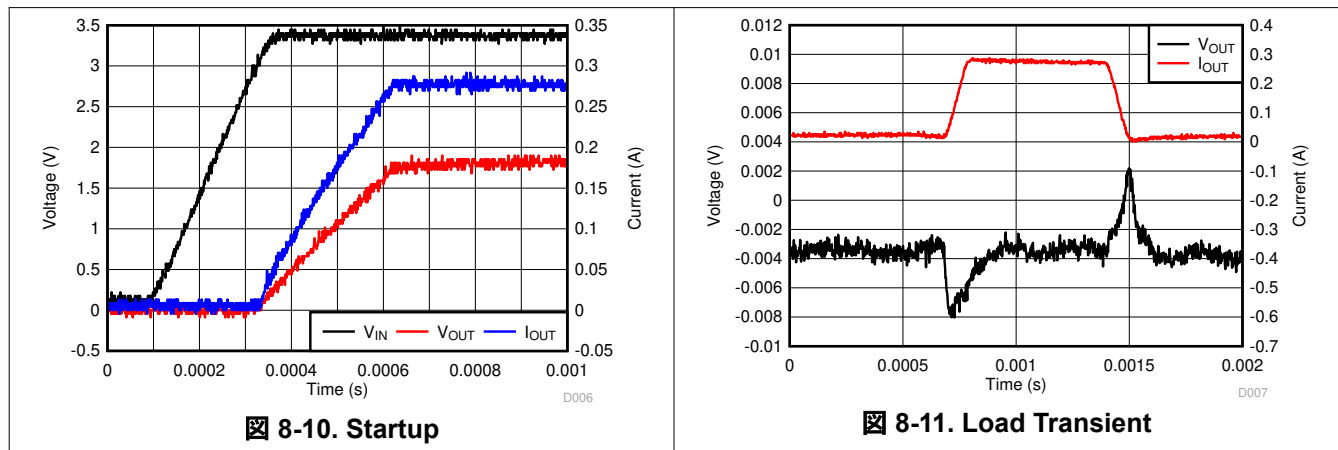 3.5
3
2.5
2
1.5
1
0.5
0
-0.5
Voltage (V)
0.35
0.3
0.25
0.2
0.15
0.1
0.05
0
-0.05
Current (A)
VIN VOUT IOUT
0 0.0002 0.0004 0.0006 0.0008 0.001
Time (s)
D006
図 8-10. Startup
0.012
0.010
0.008
0.006
0.004
0.002
0
-0.002
-0.004
-0.006
-0.008
-0.01
Voltage (V)
0.4
0.3
0.2
0.1
0
-0.1
-0.2
-0.3
-0.4
-0.5
-0.6
-0.7
Current (A)
VOUT
IOUT
0 0.0005 0.001 0.0015 0.002
Time (s)
D007
図 8-11. Load Transient